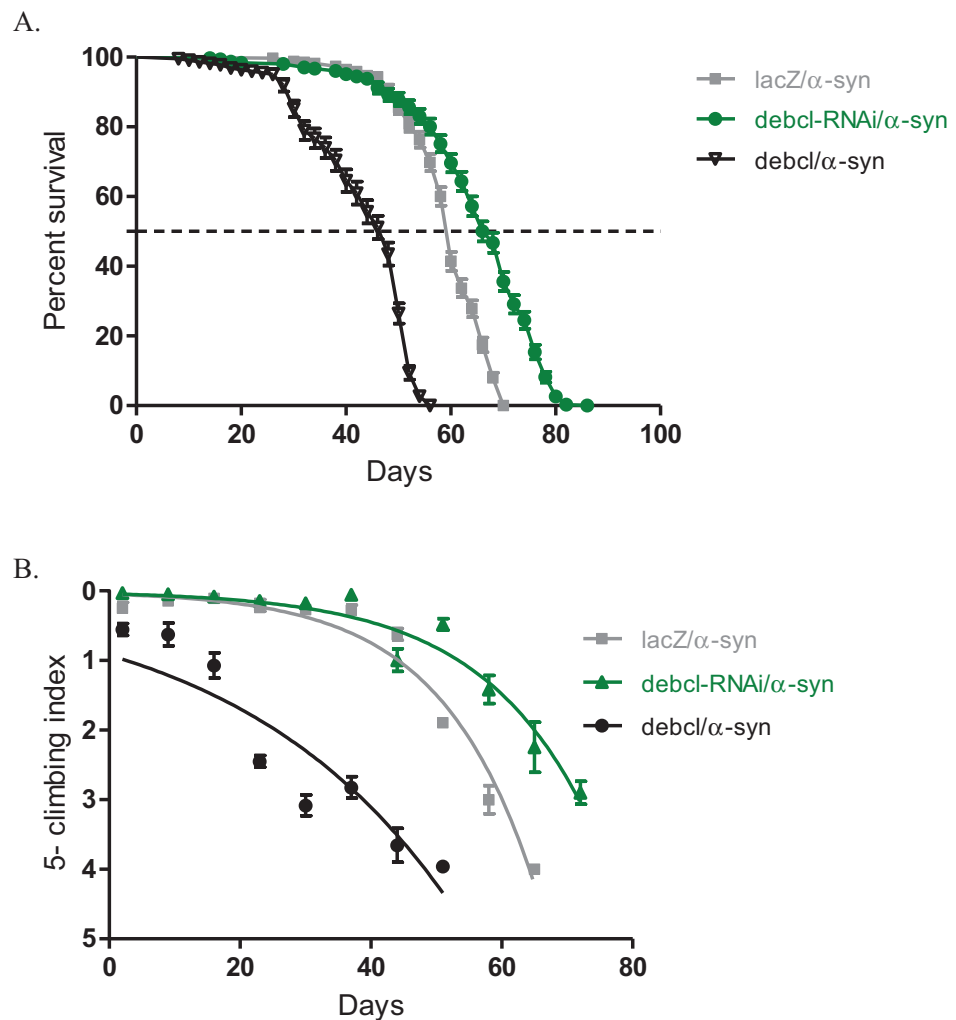 A.
100
80
60
40
20
0
Percent survival
0 20 40 60 80 100
Days
lacZ/α-syn
debcl-RNAi/α-syn
debcl/α-syn
B.
0
1
2
3
4
5
5- climbing index
0 20 40 60 80
Days
lacZ/α-syn
debcl-RNAi/α-syn
debcl/α-syn